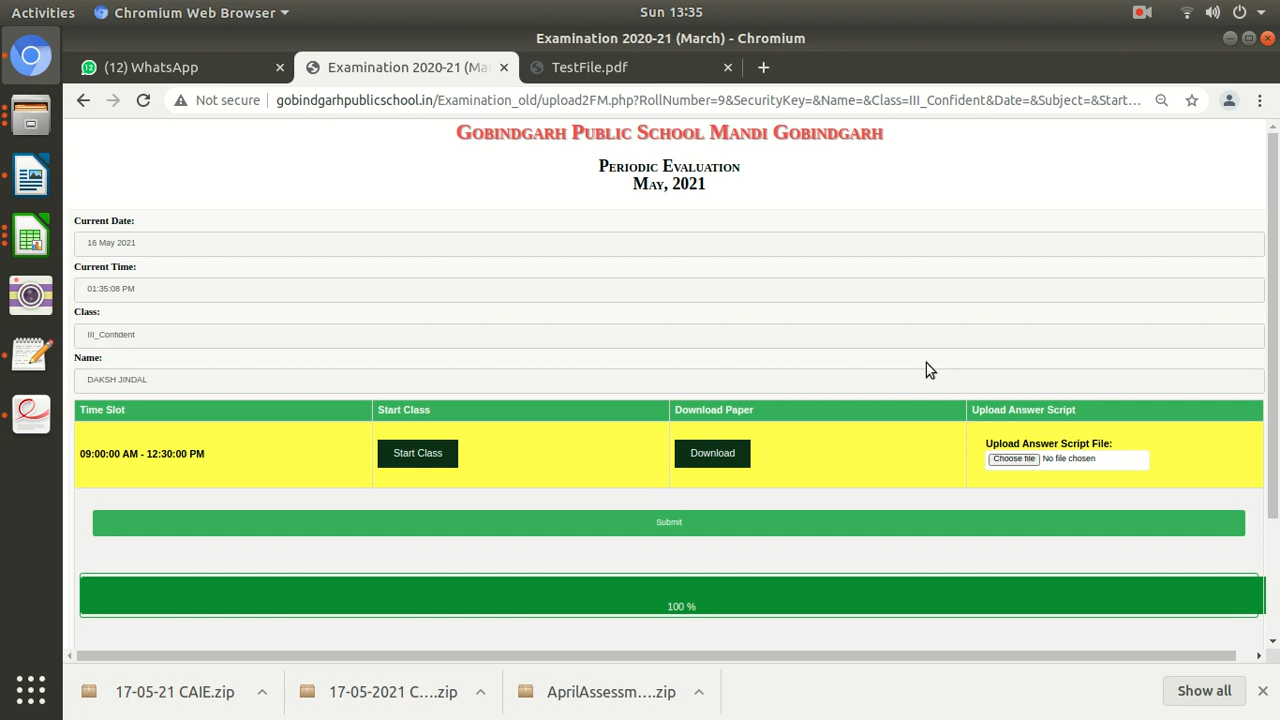 Activities Chromium Web Browser Sun 13:35
Examination 2020-21 (March) - Chromium
(12) WhatsApp Examination 2020-21 (Ma TestFile.pdf
Not secure gobindgarhpublicschool.in/Examination_old/upload2FM.php?RollNumber=9&SecurityKey=&Name=&Class=III_Confident&Date=&Subject=&Start...
Gobindgarh Public School Mandi Gobindgarh
Periodic Evaluation
May, 2021
Current Date:
16 May 2021
Current Time:
01:35:08 PM
Class:
III_Confident
Name:
DAKSH JINDAL
Time Slot Start Class Download Paper Upload Answer Script
09:00:00 AM - 12:30:00 PM Start Class Download Upload Answer Script File:
Choose file No file chosen
Submit
100 %
17-05-21 CAIE.zip 17-05-2021 C....zip AprilAssessm....zip Show all